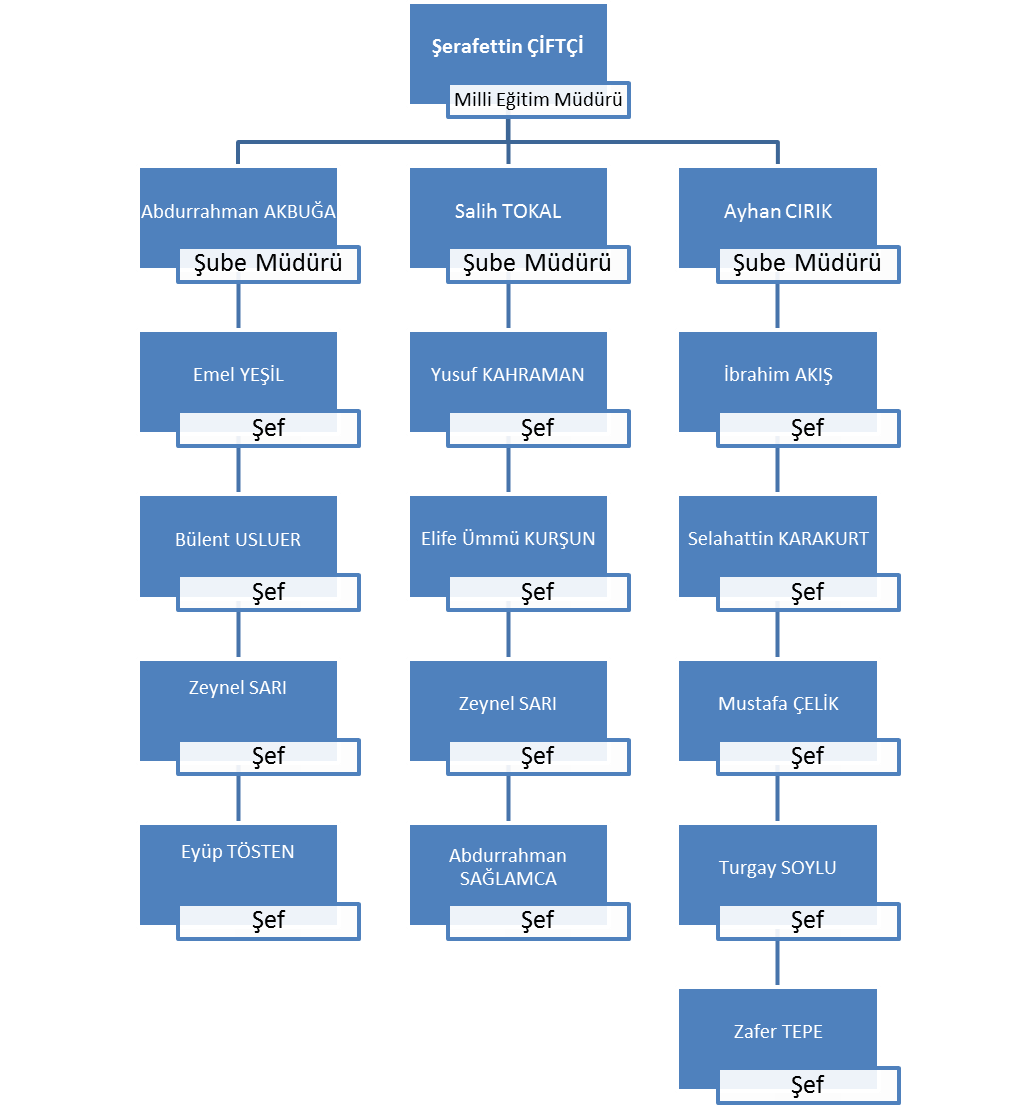 Şerafettin ÇİFTÇİ
Milli Eğitim Müdürü
Abdurrahman AKBUĞA
Şube Müdürü
Salih TOKAL
Şube Müdürü
Ayhan CIRIK
Şube Müdürü
Emel YEŞİL
Şef
Yusuf KAHRAMAN
Şef
İbrahim AKIŞ
Şef
Bülent USLUER
Şef
Elife Ümmü KURŞUN
Şef
Selahattin KARAKURT
Şef
Zeynel SARI
Şef
Zeynel SARI
Şef
Mustafa ÇELİK
Şef
Eyüp TÖSTEN
Şef
Abdurrahman
SAĞLAMCA
Şef
Turgay SOYLU
Şef
Zafer TEPE
Şef